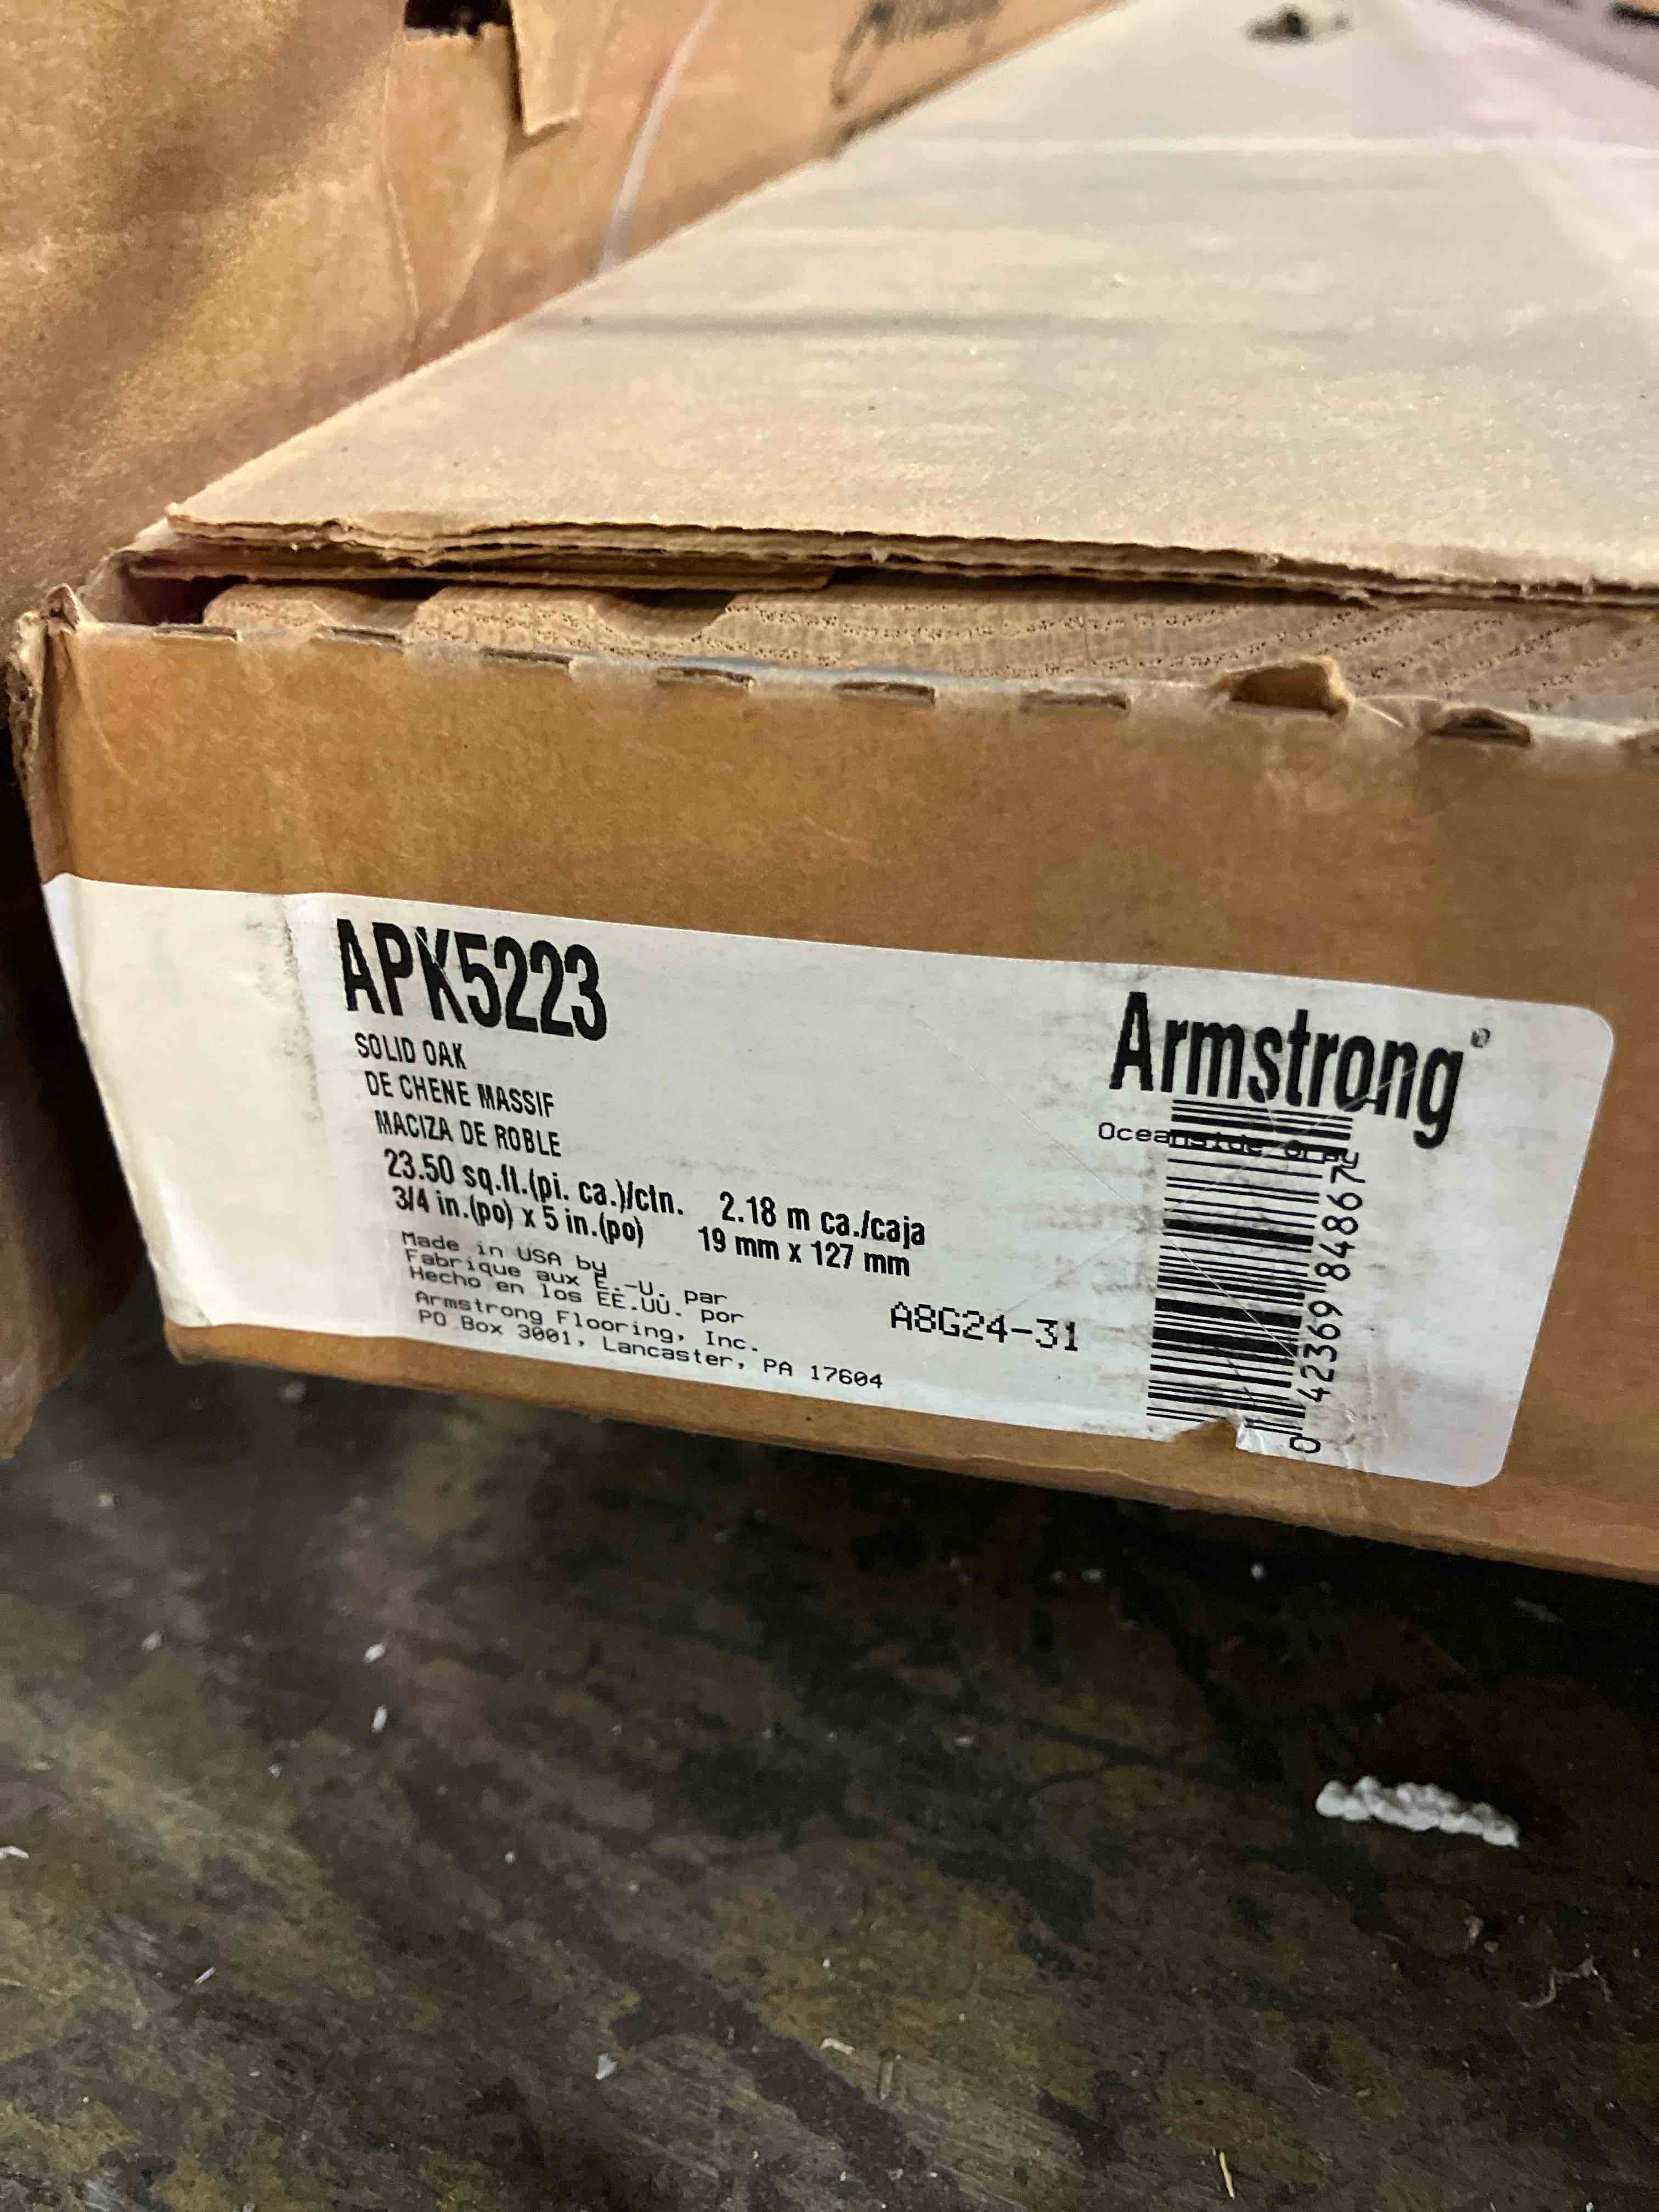 APK5223
SOLID OAK
DE CHENE MASSIF
MACIZA DE ROBLE
23.50 sq.ft.(pi. ca.)/ctn. 2.18 m ca./caja
3/4 in.(po) x 5 in.(po) 19 mm x 127 mm
Made in USA by
Fabrique aux E.-U. par
Hecho en los EE.UU. por
Armstrong Flooring, Inc.
PO Box 3001, Lancaster, PA 17604
A8G24-31
Armstrong®
Oceanside Gray
0 42369 84867 2